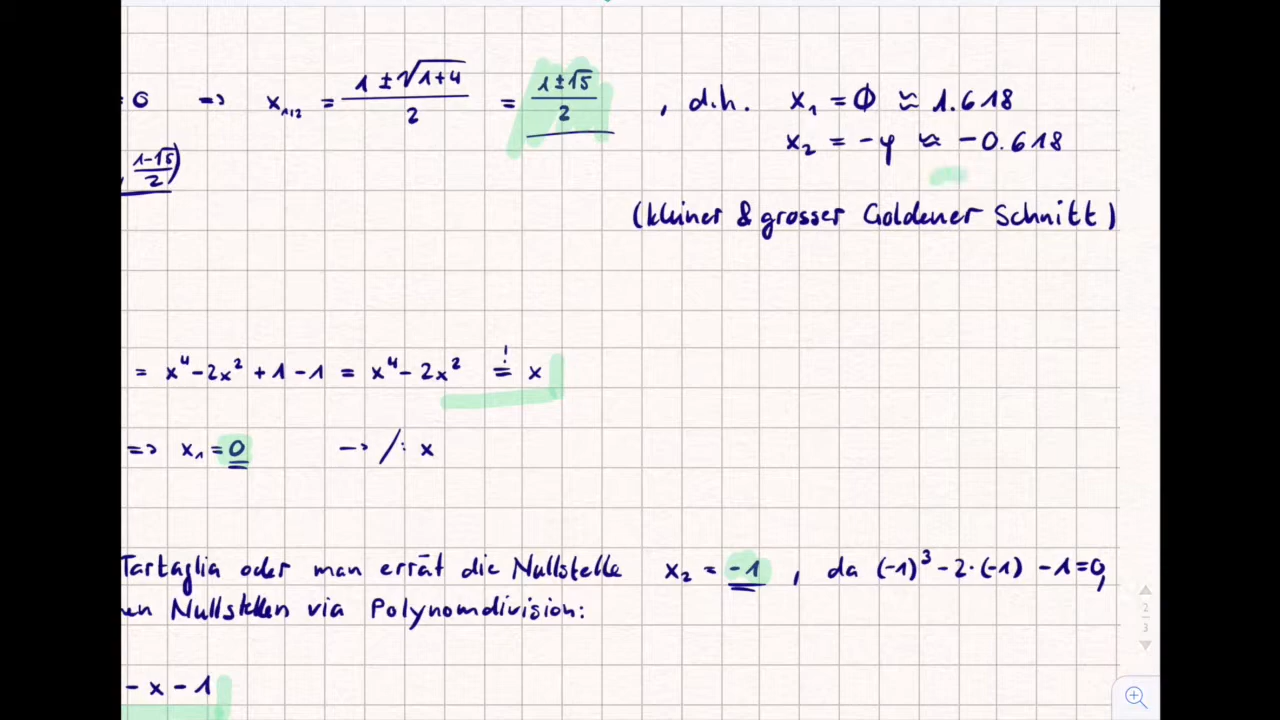 =0 => x₁,₂ = (1 ± √(1+4))/2 = (1±√5)/2 , d.h. x₁ = Φ ≈ 1.618
x₂ = -φ ≈ -0.618
, (1-√5)/2)
(kleiner & grosser Goldener Schnitt)
= x⁴ - 2x² + 1 - 1 = x⁴ - 2x² =! x
=> x₁ = 0 -> /: x
Tartaglia oder man errät die Nullstelle x₂ = -1 , da (-1)³ - 2·(-1) - 1 = 0,
en Nullstellen via Polynomdivision:
- x - 1
2
3